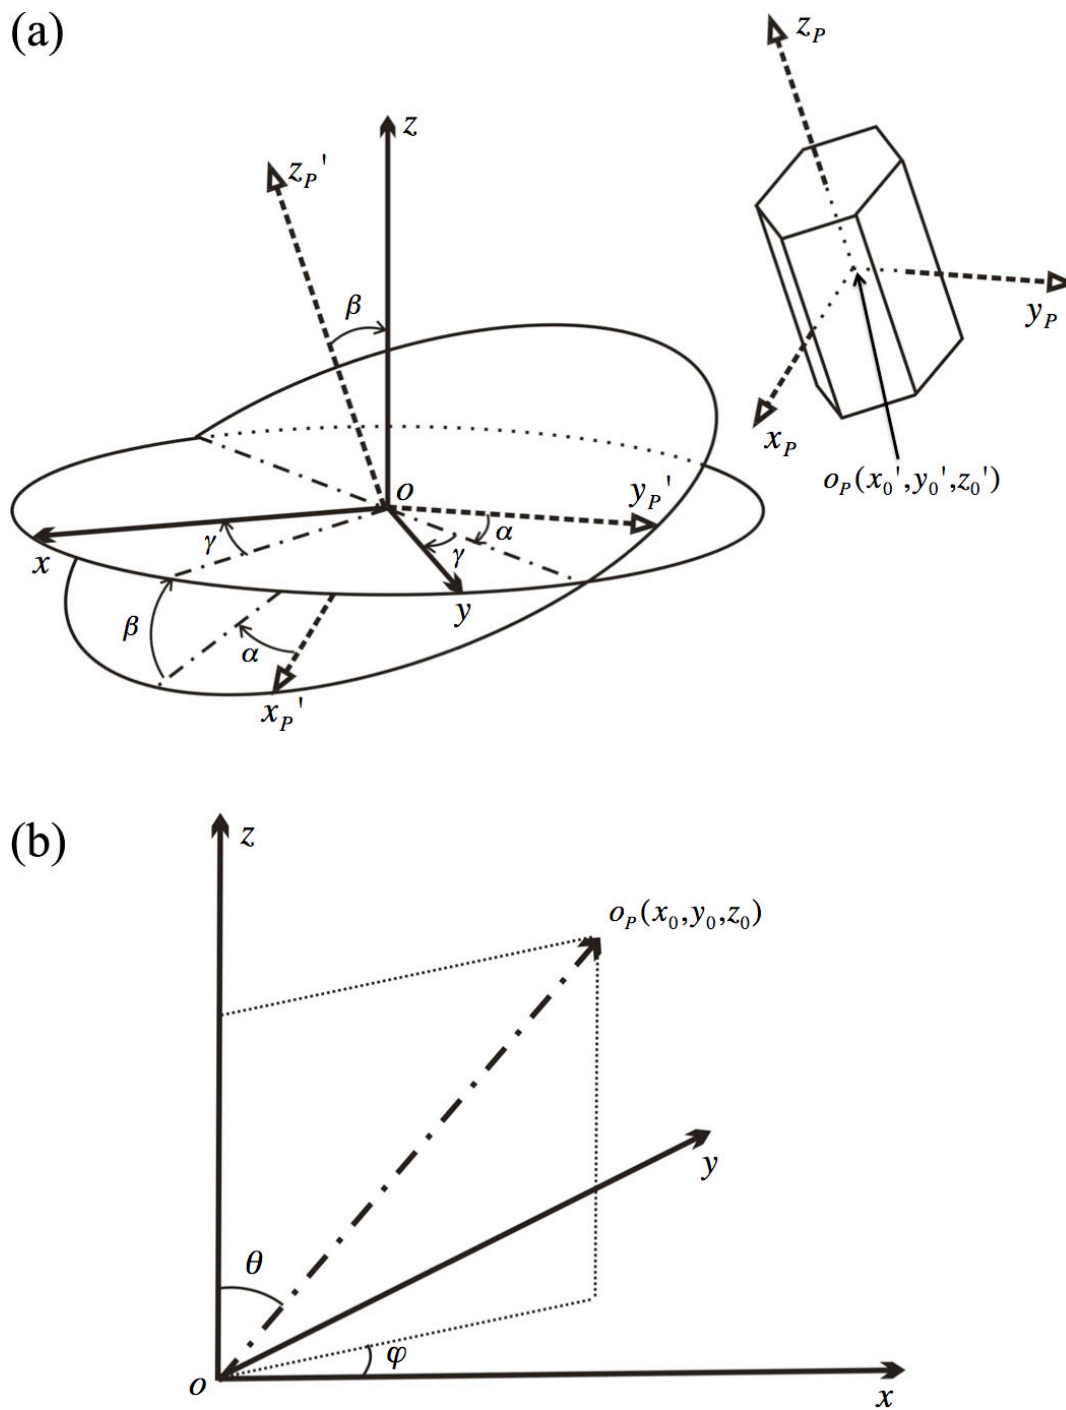 (a)
z_P
z
z_P'
β
y_P
x_P
o_P(x_0',y_0',z_0')
o
y_P'
α
γ
γ
x
y
β
α
x_P'
(b)
z
o_P(x_0,y_0,z_0)
y
θ
φ
o
x